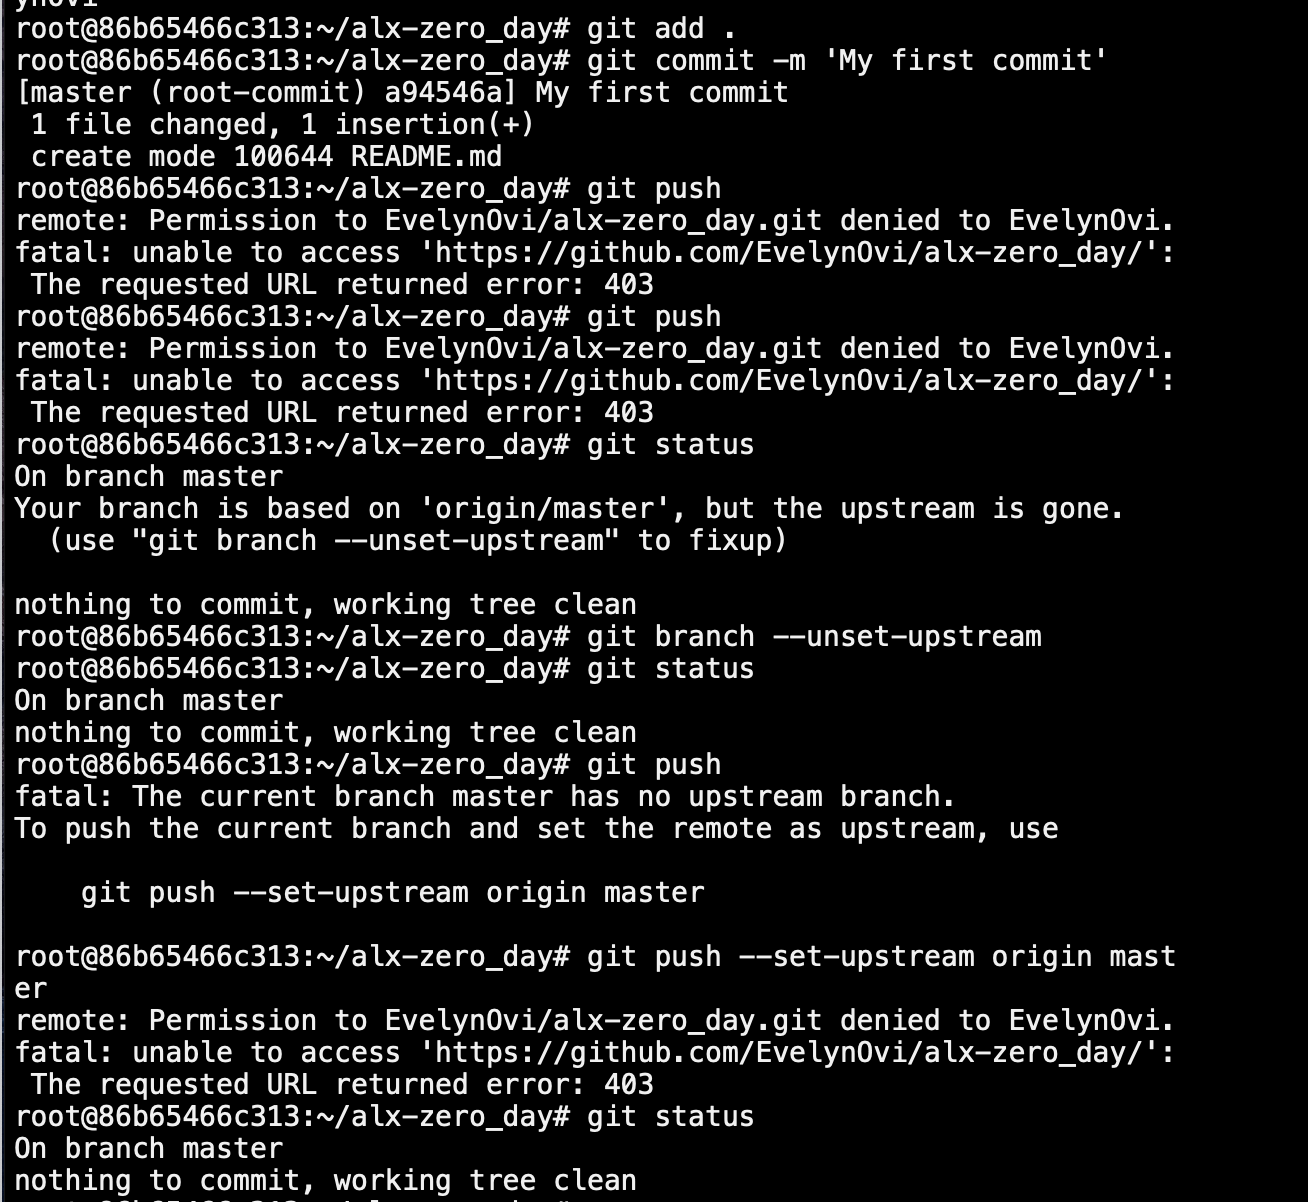 ynovi
root@86b65466c313:~/alx-zero_day# git add .
root@86b65466c313:~/alx-zero_day# git commit -m 'My first commit'
[master (root-commit) a94546a] My first commit
 1 file changed, 1 insertion(+)
 create mode 100644 README.md
root@86b65466c313:~/alx-zero_day# git push
remote: Permission to EvelynOvi/alx-zero_day.git denied to EvelynOvi.
fatal: unable to access 'https://github.com/EvelynOvi/alx-zero_day/':
 The requested URL returned error: 403
root@86b65466c313:~/alx-zero_day# git push
remote: Permission to EvelynOvi/alx-zero_day.git denied to EvelynOvi.
fatal: unable to access 'https://github.com/EvelynOvi/alx-zero_day/':
 The requested URL returned error: 403
root@86b65466c313:~/alx-zero_day# git status
On branch master
Your branch is based on 'origin/master', but the upstream is gone.
  (use "git branch --unset-upstream" to fixup)

nothing to commit, working tree clean
root@86b65466c313:~/alx-zero_day# git branch --unset-upstream
root@86b65466c313:~/alx-zero_day# git status
On branch master
nothing to commit, working tree clean
root@86b65466c313:~/alx-zero_day# git push
fatal: The current branch master has no upstream branch.
To push the current branch and set the remote as upstream, use

    git push --set-upstream origin master

root@86b65466c313:~/alx-zero_day# git push --set-upstream origin mast
er
remote: Permission to EvelynOvi/alx-zero_day.git denied to EvelynOvi.
fatal: unable to access 'https://github.com/EvelynOvi/alx-zero_day/':
 The requested URL returned error: 403
root@86b65466c313:~/alx-zero_day# git status
On branch master
nothing to commit, working tree clean